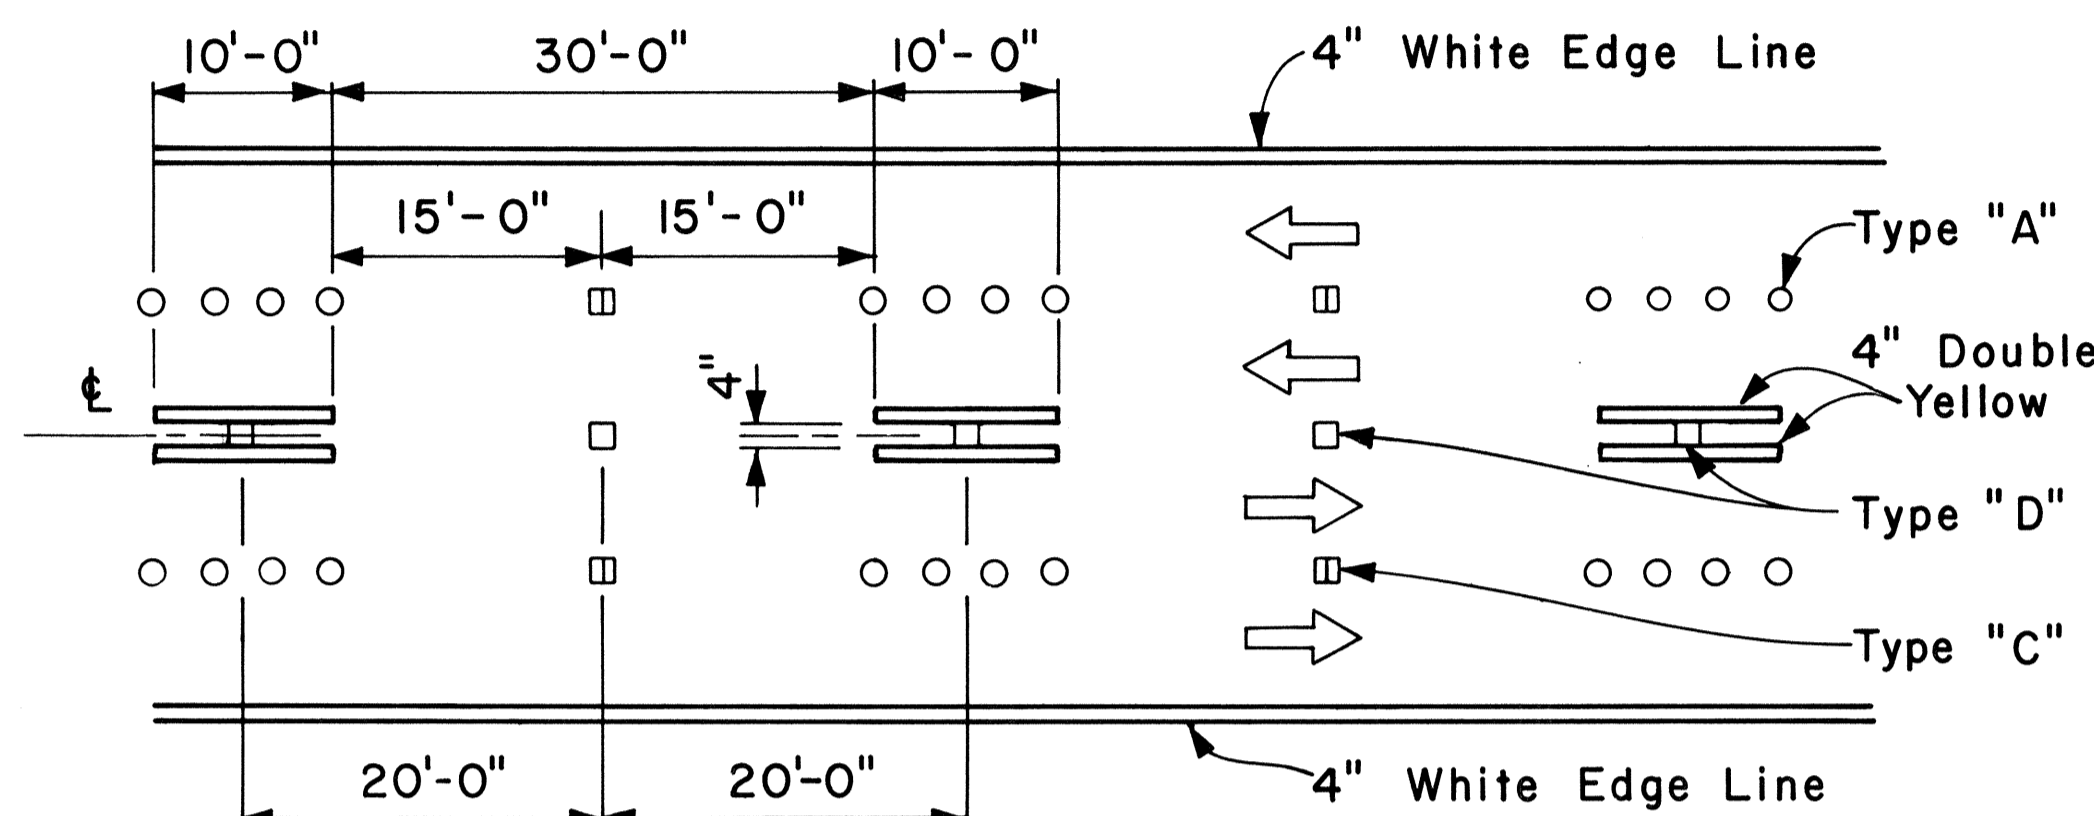 10'-0" 30'-0" 10'-0" 4" White Edge Line
15'-0" 15'-0"
Type "A"
4" Double
Yellow
℄ 4"
Type "D"
Type "C"
20'-0" 20'-0" 4" White Edge Line